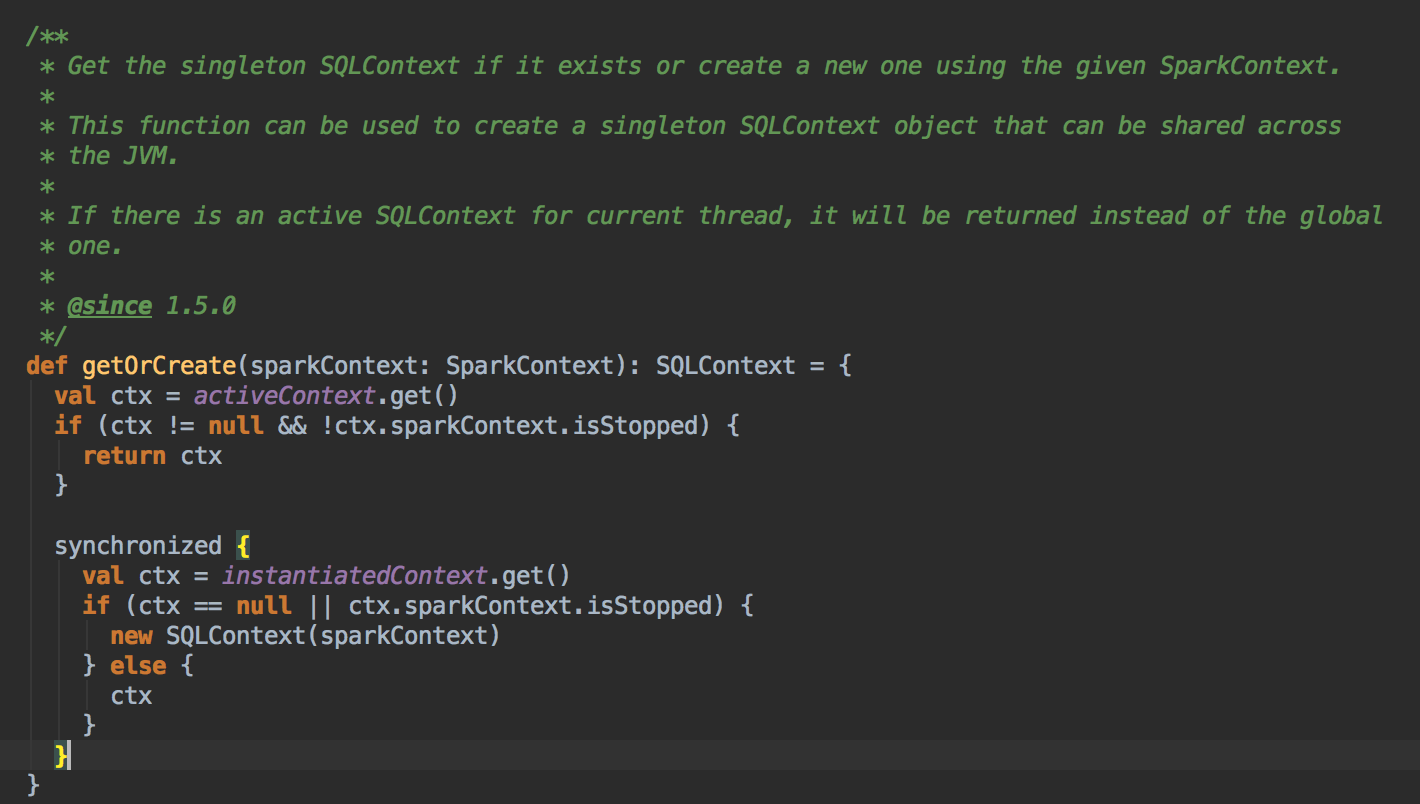 /**
 * Get the singleton SQLContext if it exists or create a new one using the given SparkContext.
 *
 * This function can be used to create a singleton SQLContext object that can be shared across
 * the JVM.
 *
 * If there is an active SQLContext for current thread, it will be returned instead of the global
 * one.
 *
 * @since 1.5.0
 */
def getOrCreate(sparkContext: SparkContext): SQLContext = {
  val ctx = activeContext.get()
  if (ctx != null && !ctx.sparkContext.isStopped) {
    return ctx
  }

  synchronized {
    val ctx = instantiatedContext.get()
    if (ctx == null || ctx.sparkContext.isStopped) {
      new SQLContext(sparkContext)
    } else {
      ctx
    }
  }
}